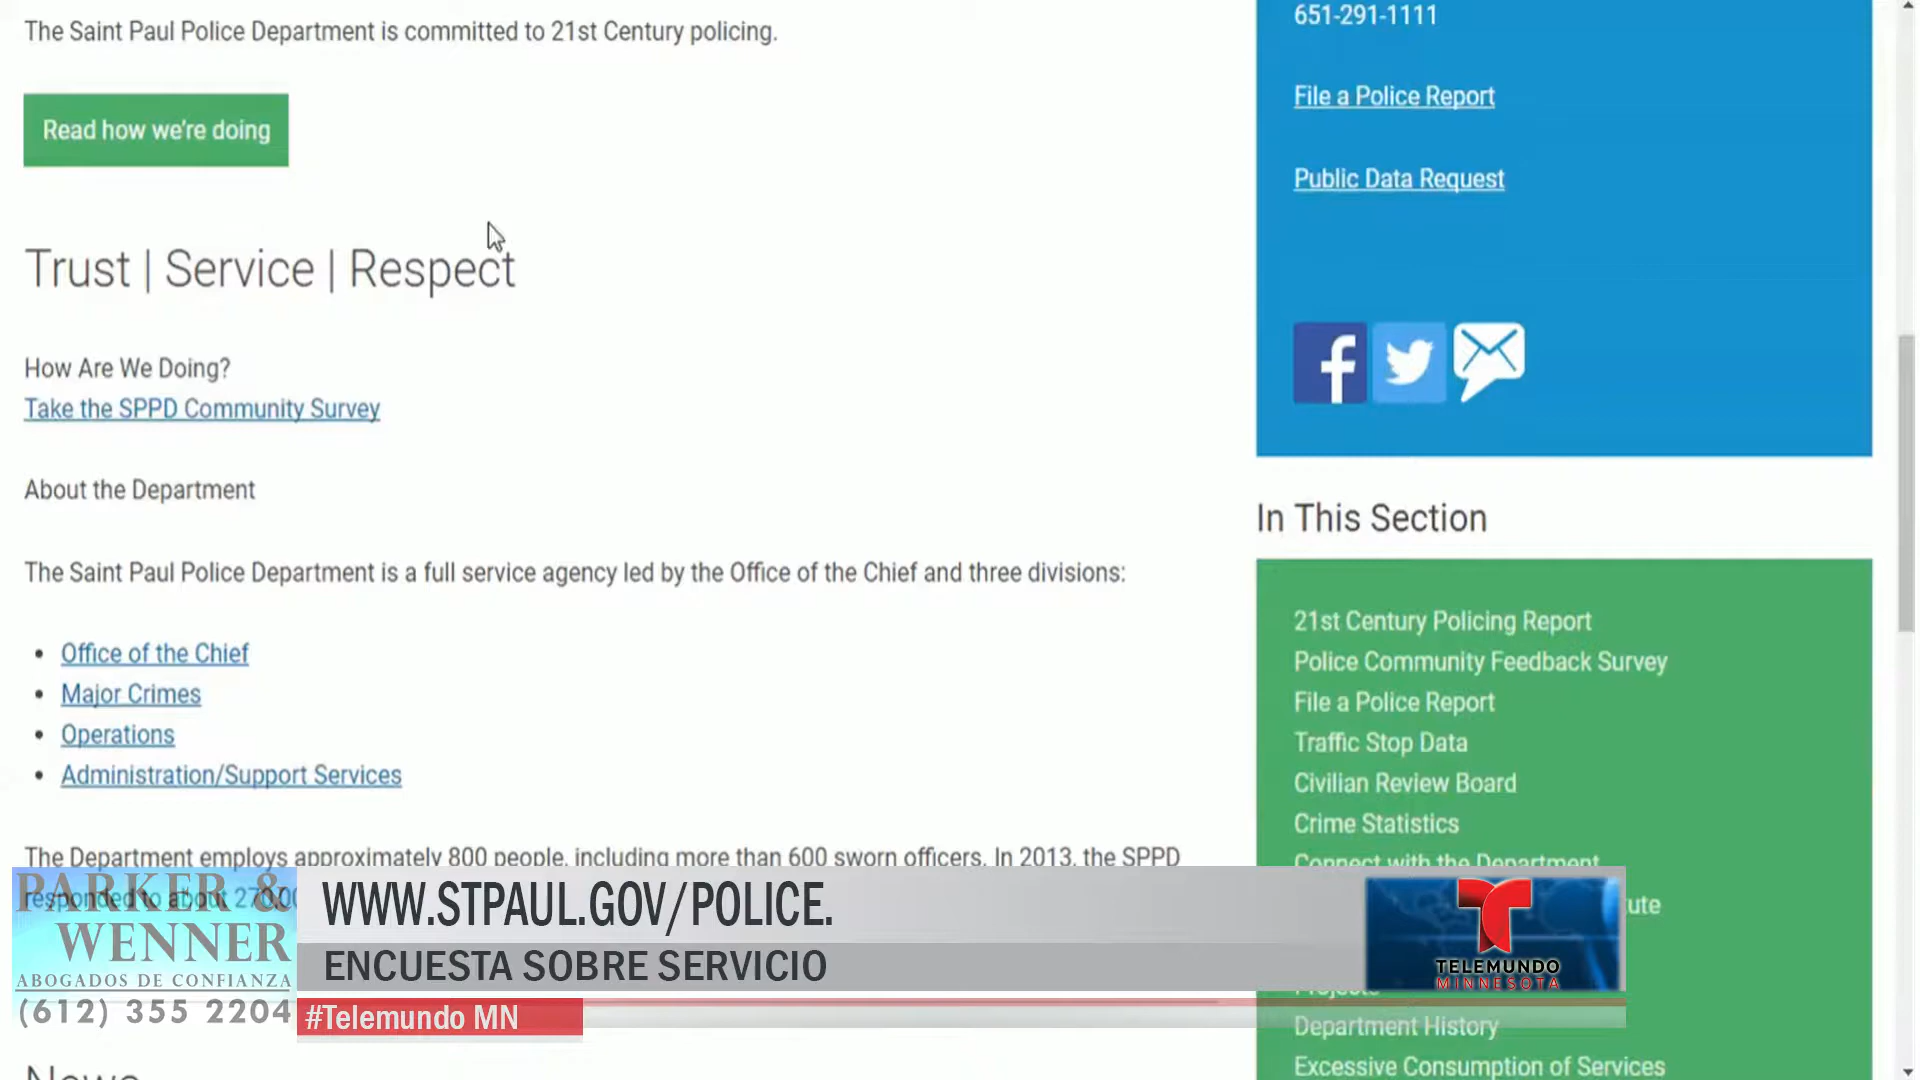 The Saint Paul Police Department is committed to 21st Century policing.
Read how we're doing
Trust | Service | Respect
How Are We Doing?
Take the SPPD Community Survey
About the Department
The Saint Paul Police Department is a full service agency led by the Office of the Chief and three divisions:
Office of the Chief
Major Crimes
Operations
Administration/Support Services
The Department employs approximately 800 people, including more than 600 sworn officers. In 2013, the SPPD
responded to about
News
651-291-1111
File a Police Report
Public Data Request
In This Section
21st Century Policing Report
Police Community Feedback Survey
File a Police Report
Traffic Stop Data
Civilian Review Board
Crime Statistics
Connect with the Department
Projects
Department History
Excessive Consumption of Services
PARKER &
WENNER
ABOGADOS DE CONFIANZA
(612) 355 2204
WWW.STPAUL.GOV/POLICE.
ENCUESTA SOBRE SERVICIO
#Telemundo MN
TELEMUNDO
MINNESOTA